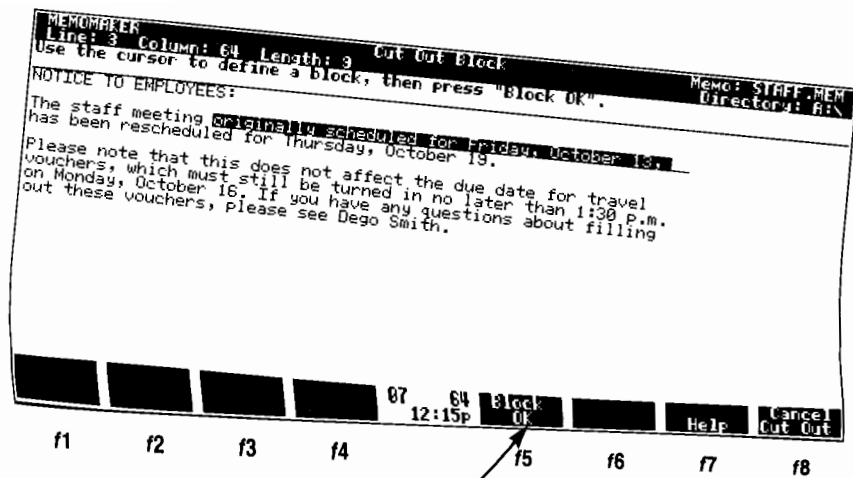 MEMOMAKER Cut Out Block Memo: STAFF.MEM
Line: 3 Column: 64 Length: 9 Directory: A:\
Use the cursor to define a block, then press "Block OK".
NOTICE TO EMPLOYEES:
The staff meeting originally scheduled for Friday, October 13,
has been rescheduled for Thursday, October 19.
Please note that this does not affect the due date for travel
vouchers, which must still be turned in no later than 1:30 p.m.
on Monday, October 16. If you have any questions about filling
out these vouchers, please see Dego Smith.
07 64 Block Cancel
12:15p OK Help Cut Out
f1 f2 f3 f4 f5 f6 f7 f8